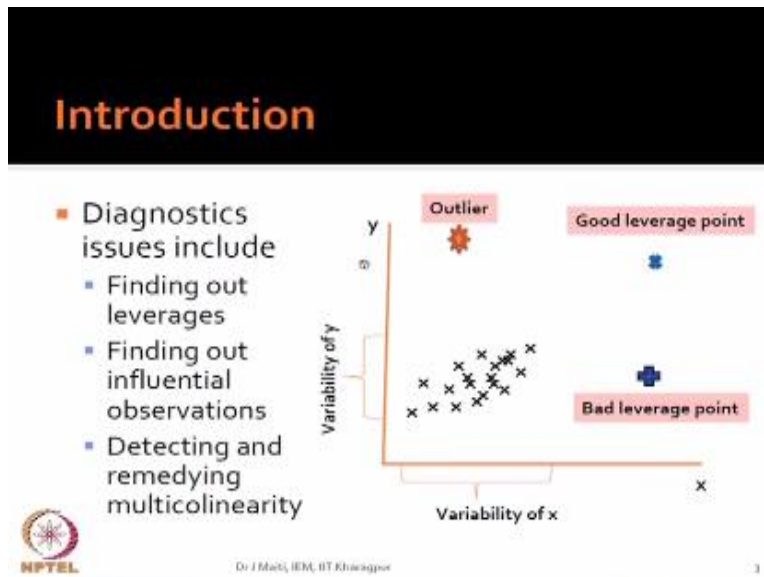 Introduction
Diagnostics
issues include
Finding out
leverages
Finding out
influential
observations
Detecting and
remedying
multicolinearity
Outlier
Good leverage point
y
Variability of y
Bad leverage point
x
Variability of x
NPTEL
Dr J Maiti, IEM, IIT Kharagpur
3